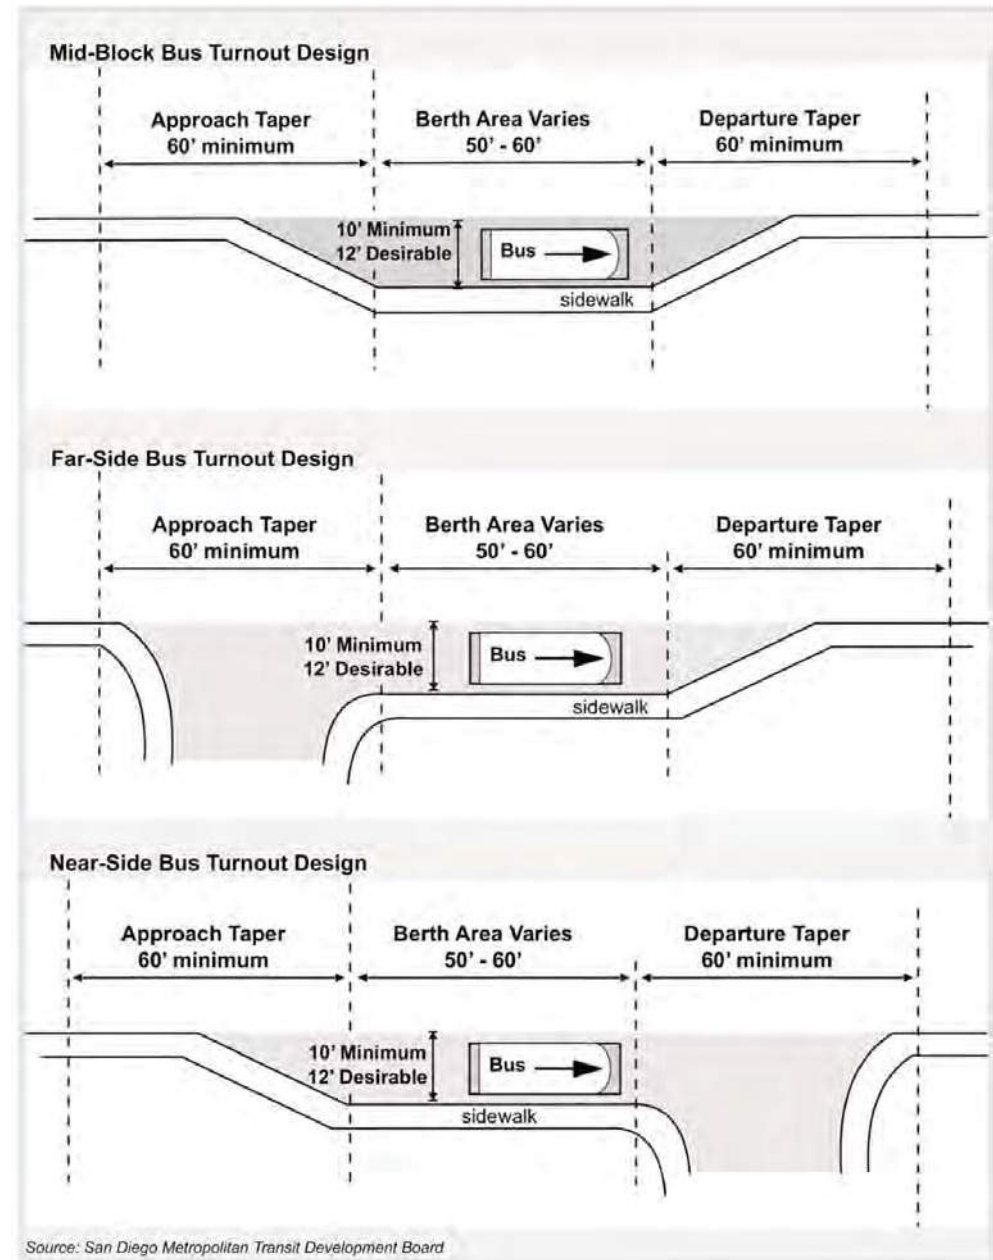 Mid-Block Bus Turnout Design
Approach Taper
60' minimum
Berth Area Varies
50' - 60'
Departure Taper
60' minimum
10' Minimum
12' Desirable
Bus
sidewalk
Far-Side Bus Turnout Design
Approach Taper
60' minimum
Berth Area Varies
50' - 60'
Departure Taper
60' minimum
10' Minimum
12' Desirable
Bus
sidewalk
Near-Side Bus Turnout Design
Approach Taper
60' minimum
Berth Area Varies
50' - 60'
Departure Taper
60' minimum
10' Minimum
12' Desirable
Bus
sidewalk
Source: San Diego Metropolitan Transit Development Board